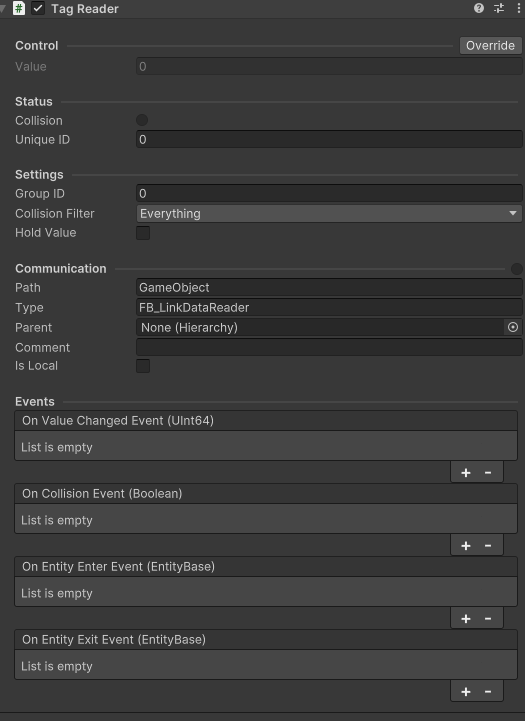 # Tag Reader
Control Override
Value 0
Status
Collision
Unique ID 0
Settings
Group ID 0
Collision Filter Everything
Hold Value
Communication
Path GameObject
Type FB_LinkDataReader
Parent None (Hierarchy)
Comment
Is Local
Events
On Value Changed Event (UInt64)
List is empty
+ -
On Collision Event (Boolean)
List is empty
+ -
On Entity Enter Event (EntityBase)
List is empty
+ -
On Entity Exit Event (EntityBase)
List is empty
+ -